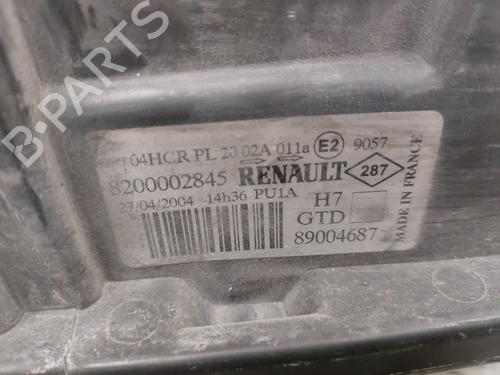 B-PARTS
04HCR PL 20 02A 011a E2 9057
8200002845 RENAULT 287
27/04/2004 14h36 PU1A H7
GTD
89004687
MADE IN FRANCE